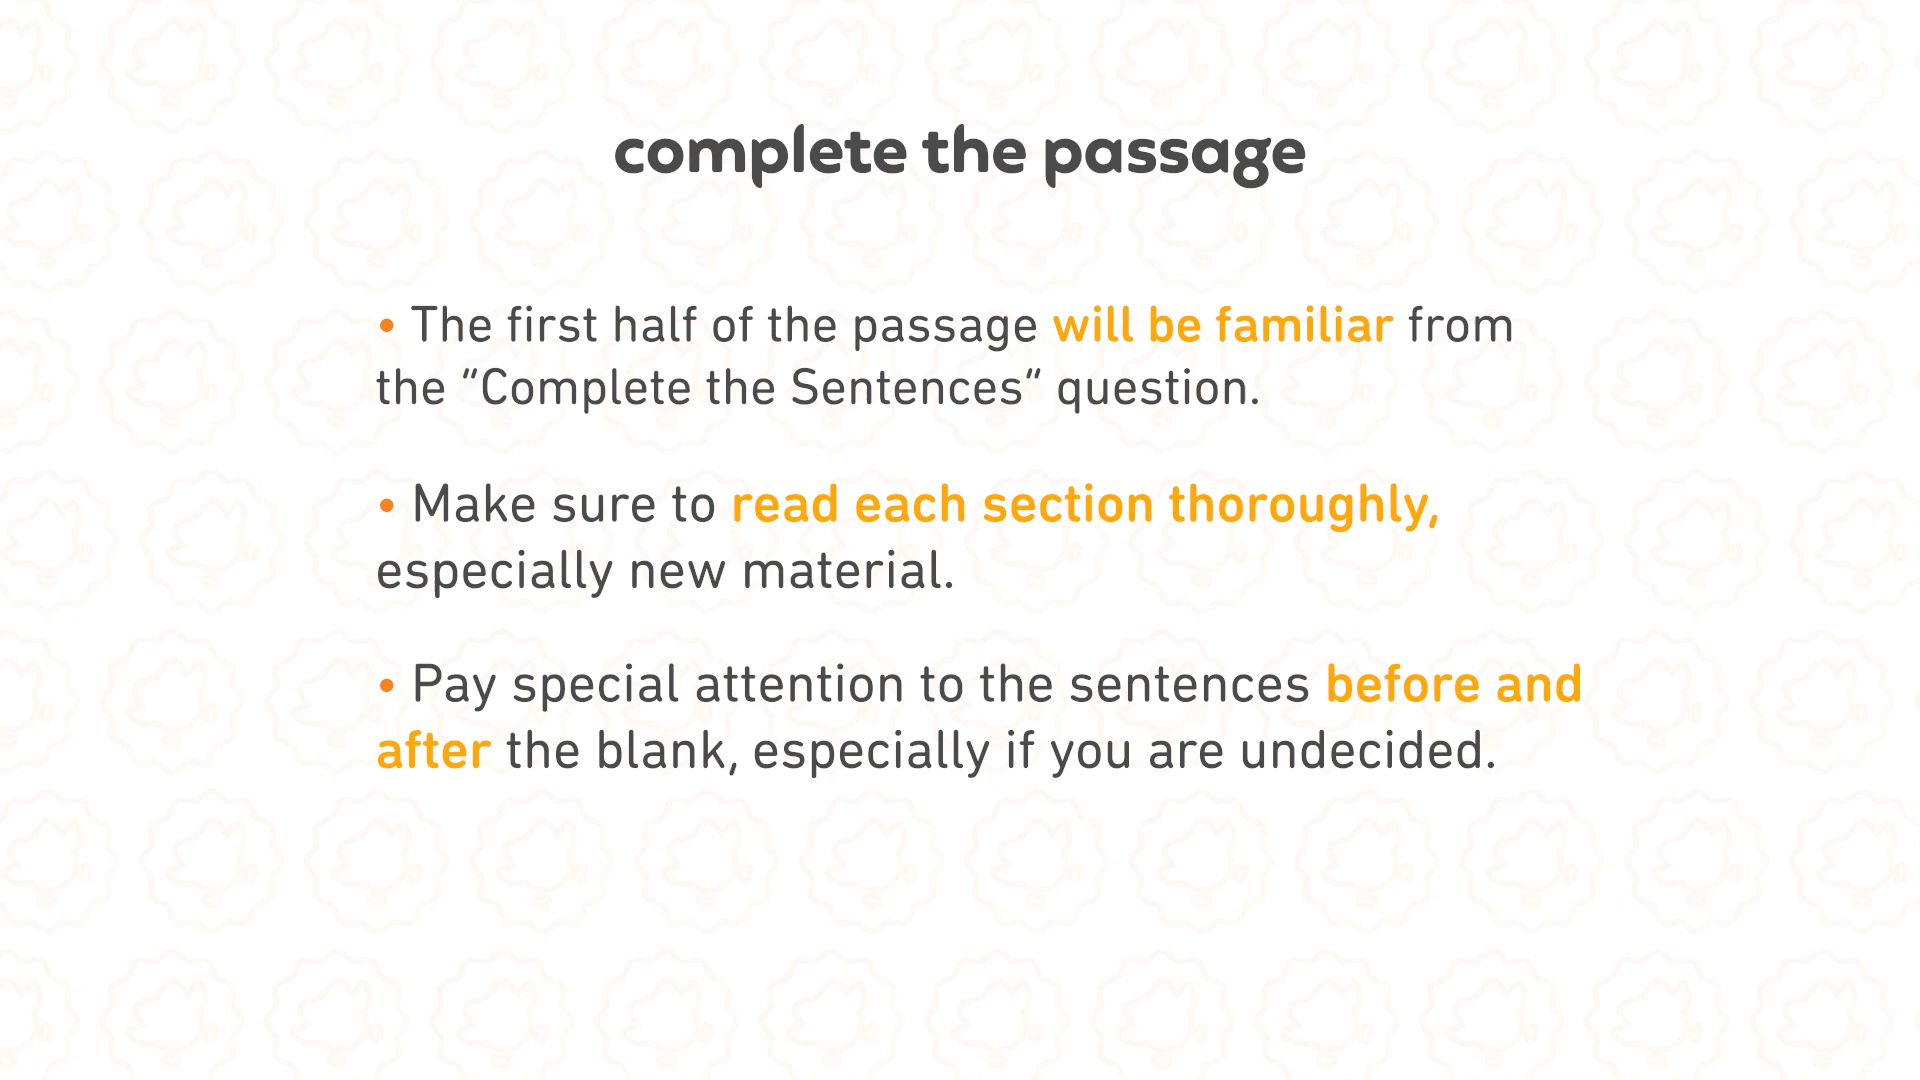 complete the passage
• The first half of the passage will be familiar from
the "Complete the Sentences" question.
• Make sure to read each section thoroughly,
especially new material.
• Pay special attention to the sentences before and
after the blank, especially if you are undecided.